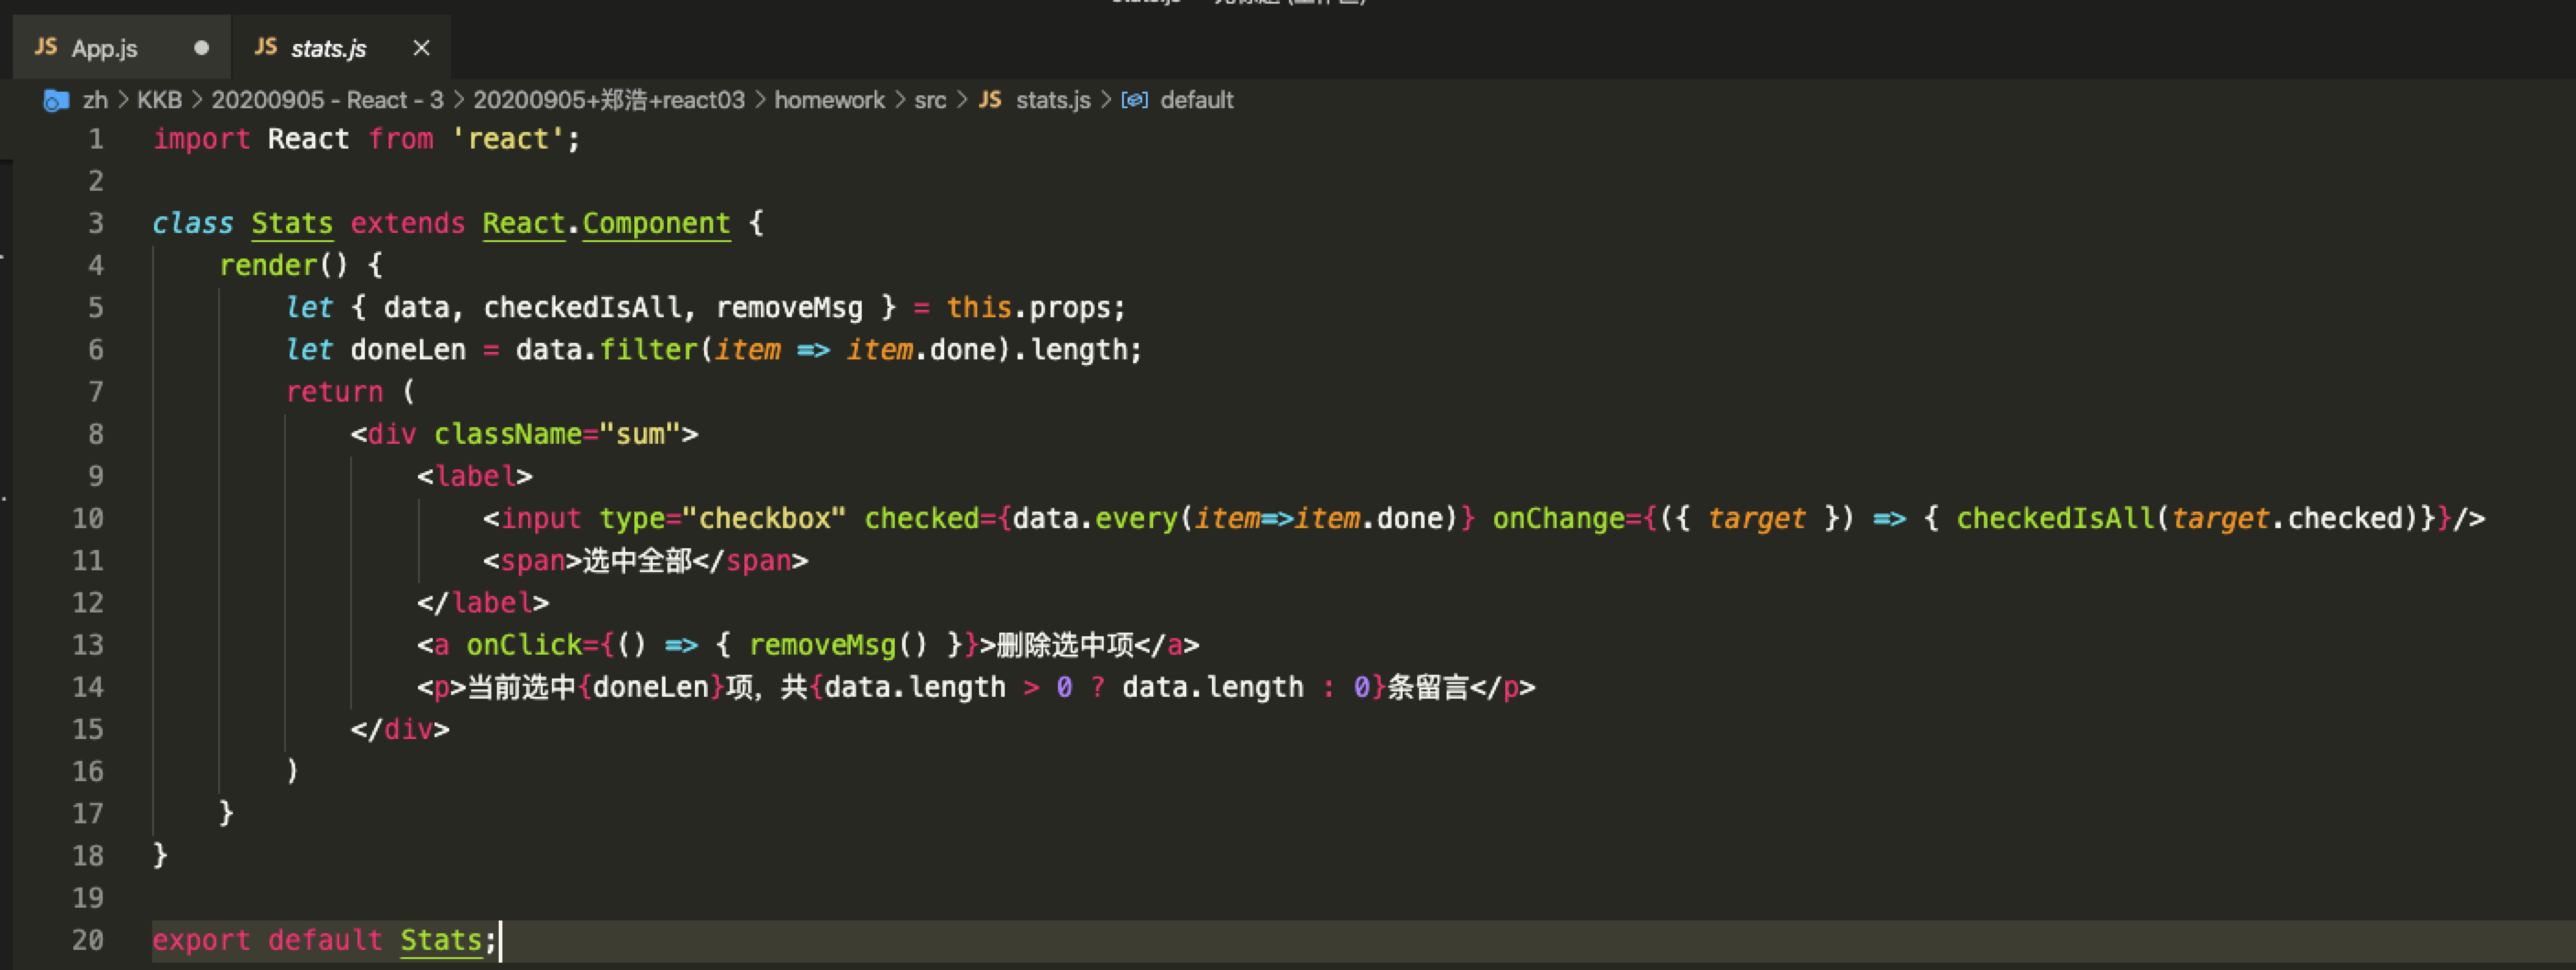 JS App.js ● JS stats.js ×
zh > KKB > 20200905 - React - 3 > 20200905+郑浩+react03 > homework > src > JS stats.js > default
1 import React from 'react';
2
3 class Stats extends React.Component {
4 render() {
5 let { data, checkedIsAll, removeMsg } = this.props;
6 let doneLen = data.filter(item => item.done).length;
7 return (
8 <div className="sum">
9 <label>
10 <input type="checkbox" checked={data.every(item=>item.done)} onChange={({ target }) => { checkedIsAll(target.checked)}}/>
11 <span>选中全部</span>
12 </label>
13 <a onClick={() => { removeMsg() }}>删除选中项</a>
14 <p>当前选中{doneLen}项，共{data.length > 0 ? data.length : 0}条留言</p>
15 </div>
16 )
17 }
18 }
19
20 export default Stats;